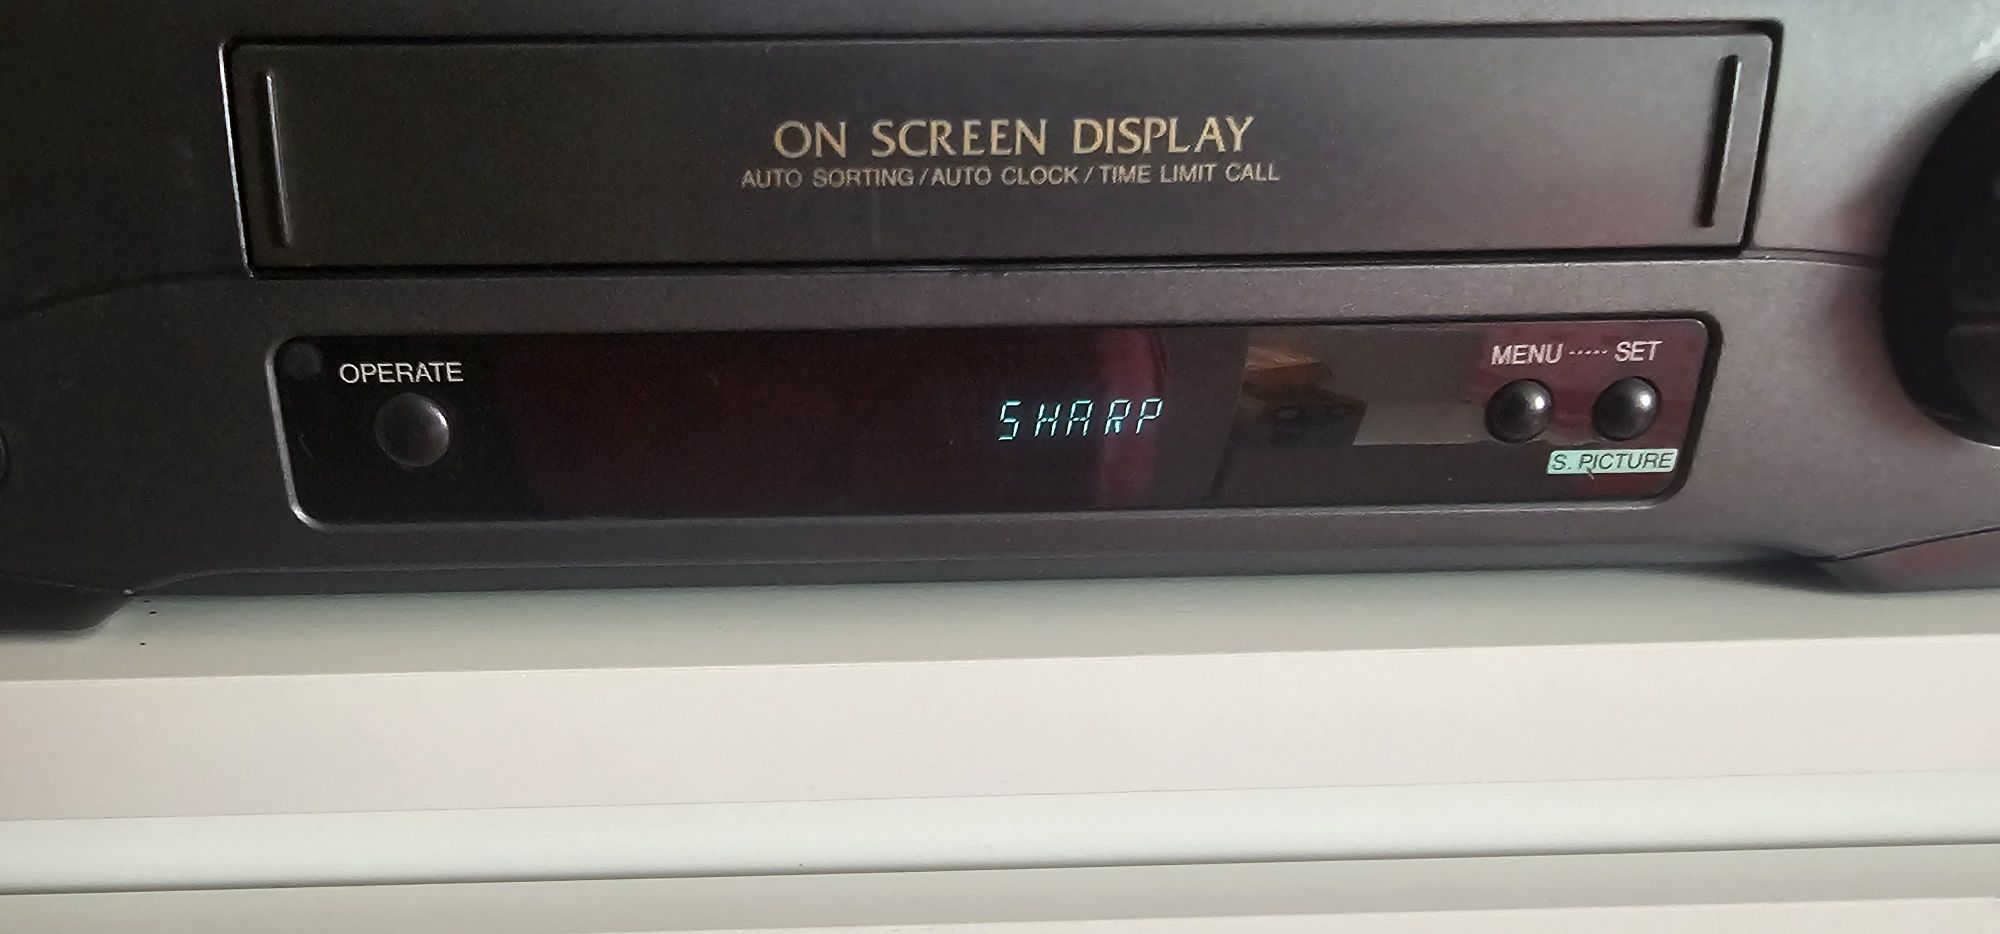 ON SCREEN DISPLAY
AUTO SORTING/AUTO CLOCK/TIME LIMIT CALL
OPERATE
MENU ····· SET
SHARP
S. PICTURE